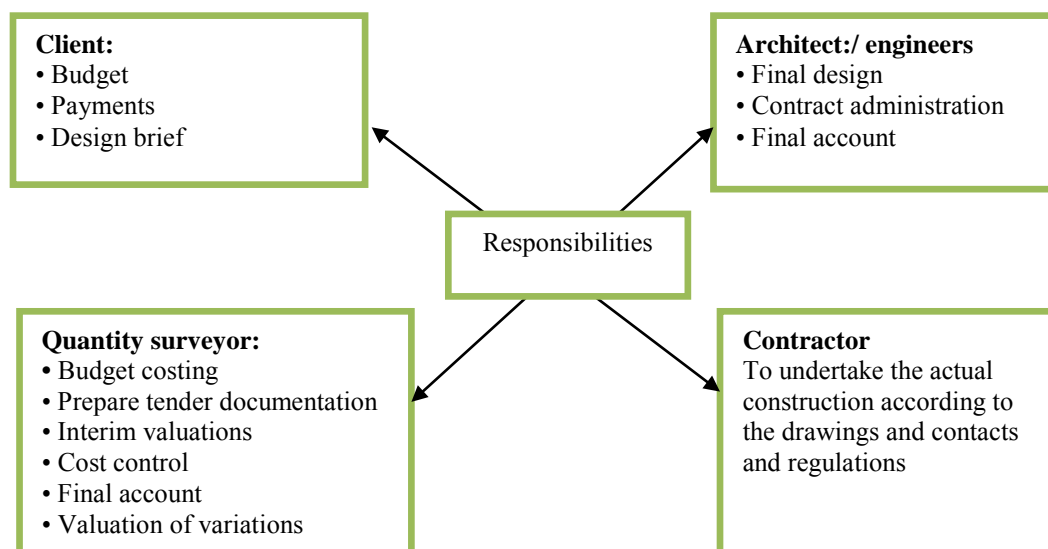 Client:
• Budget
• Payments
• Design brief
Architect:/ engineers
• Final design
• Contract administration
• Final account
Responsibilities
Quantity surveyor:
• Budget costing
• Prepare tender documentation
• Interim valuations
• Cost control
• Final account
• Valuation of variations
Contractor
To undertake the actual
construction according to
the drawings and contacts
and regulations